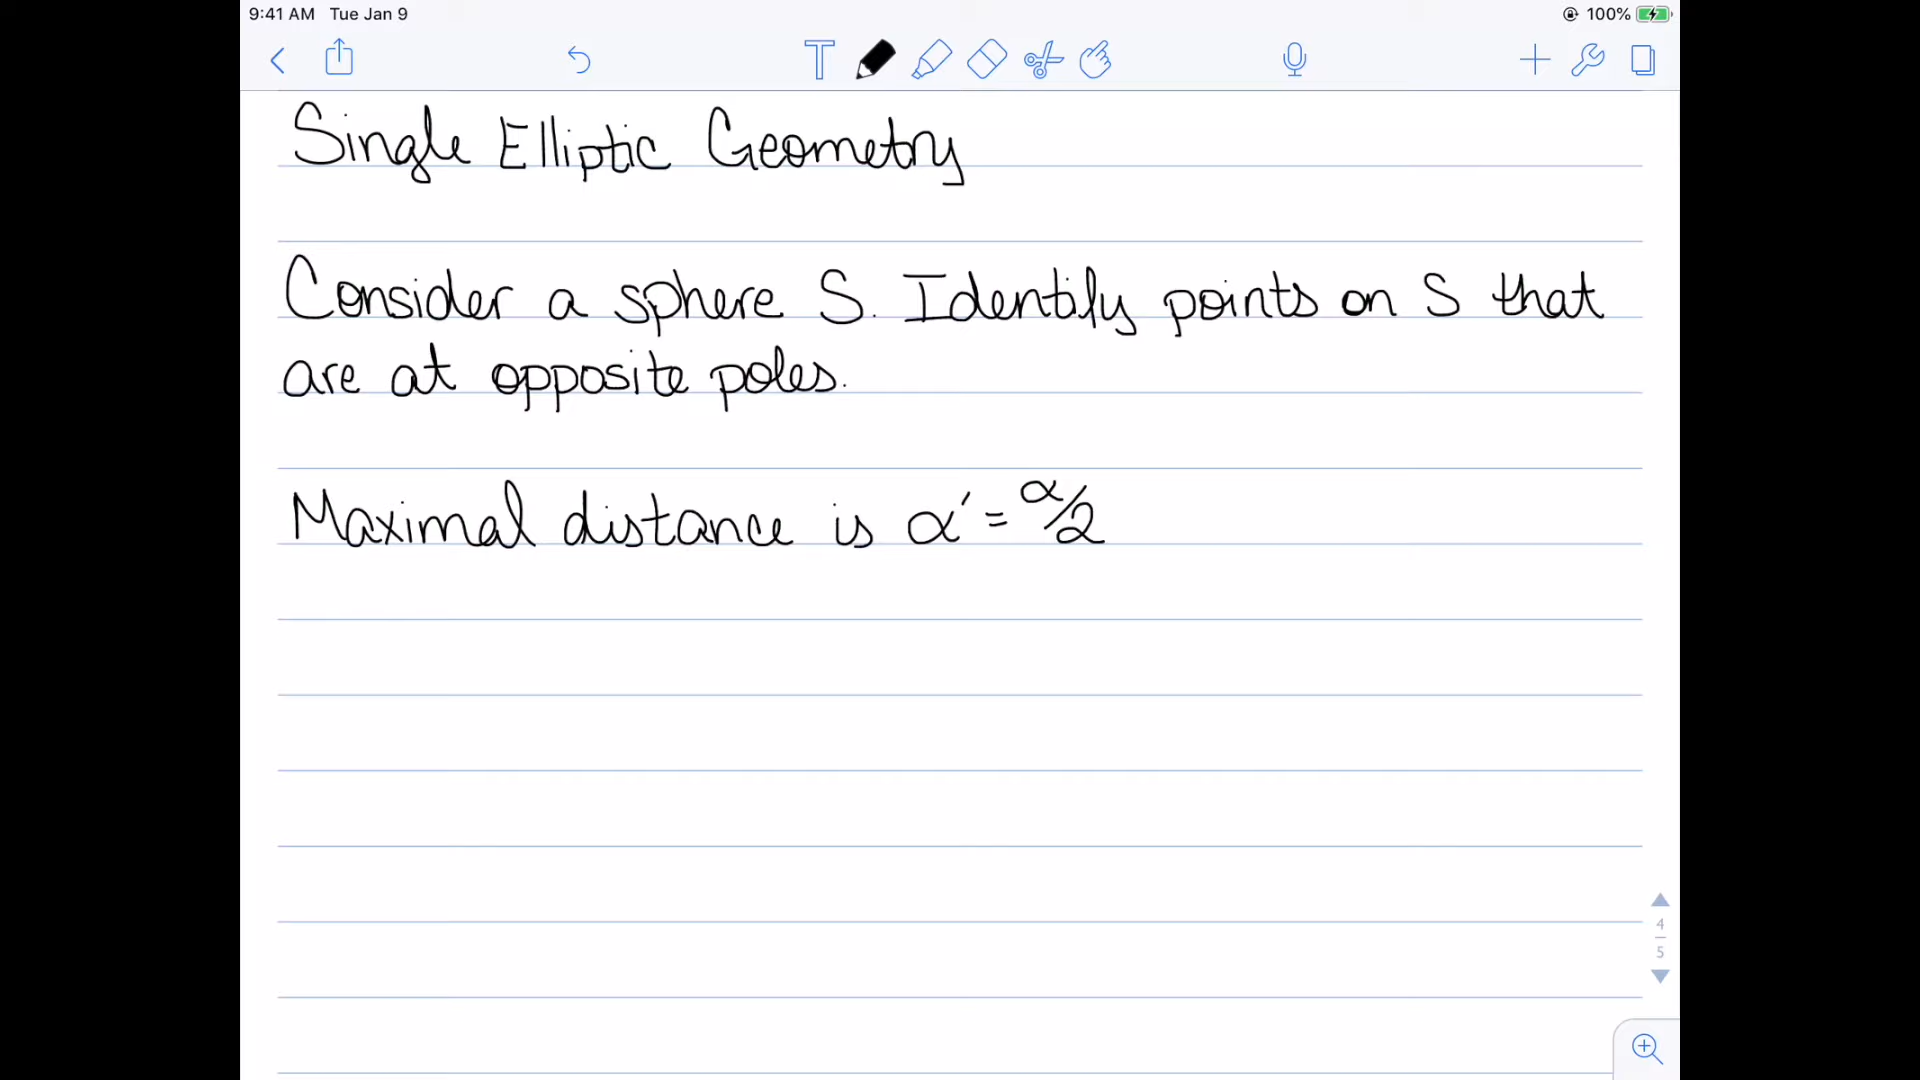 9:41 AM Tue Jan 9
100%
T
Single Elliptic Geometry
Consider a sphere S. Identify points on S that
are at opposite poles.
Maximal distance is α' = α/2
4
5